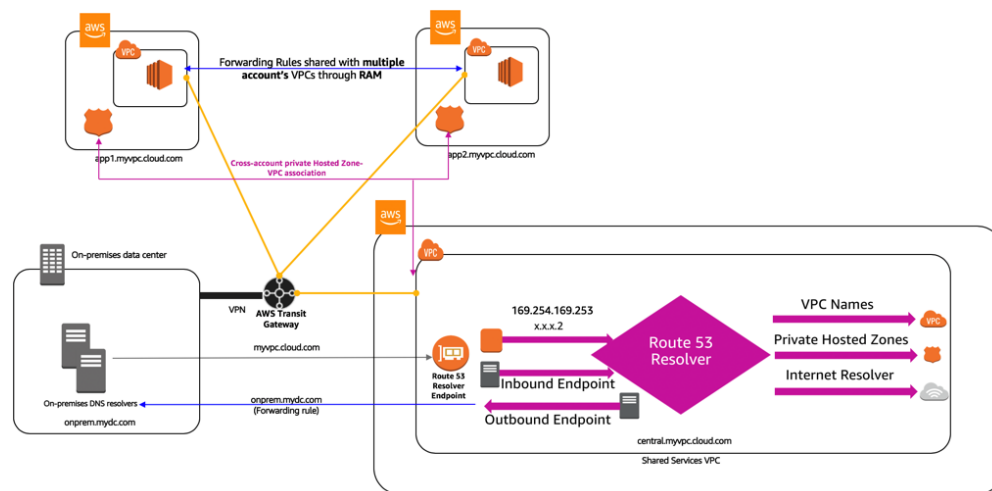 aws
VPC
Forwarding Rules shared with multiple
account's VPCs through RAM
app1.myvpc.cloud.com
aws
VPC
app2.myvpc.cloud.com
Cross-account private Hosted Zone-
VPC association
On-premises data center
On-premises DNS resolvers
onprem.mydc.com
VPN
AWS Transit
Gateway
myvpc.cloud.com
onprem.mydc.com
(Forwarding rule)
aws
VPC
Route 53
Resolver
Endpoint
169.254.169.253
x.x.x.2
Inbound Endpoint
Outbound Endpoint
Route 53
Resolver
VPC Names
VPC
Private Hosted Zones
Internet Resolver
central.myvpc.cloud.com
Shared Services VPC